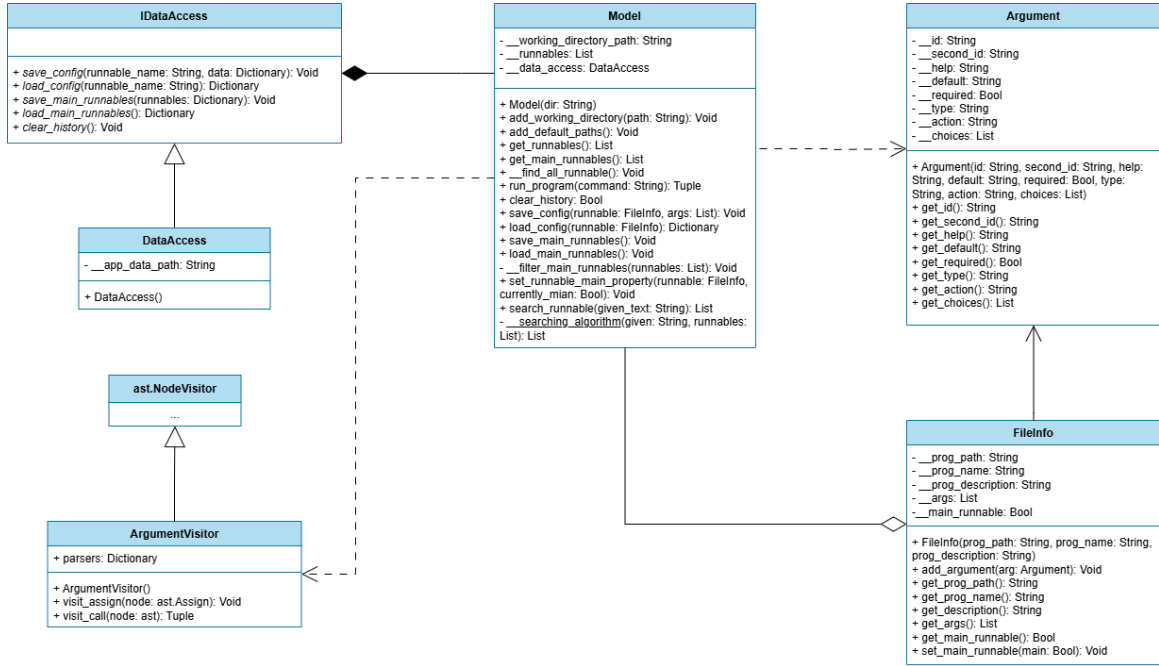 IDataAccess
+ save_config(runnable_name: String, data: Dictionary): Void
+ load_config(runnable_name: String): Dictionary
+ save_main_runnables(runnables: Dictionary): Void
+ load_main_runnables(): Dictionary
+ clear_history(): Void
DataAccess
- __app_data_path: String
+ DataAccess()
ast.NodeVisitor
...
ArgumentVisitor
+ parsers: Dictionary
+ ArgumentVisitor()
+ visit_assign(node: ast.Assign): Void
+ visit_call(node: ast): Tuple
Model
- __working_directory_path: String
- __runnables: List
- __data_access: DataAccess
+ Model(dir: String)
+ add_working_directory(path: String): Void
+ add_default_paths(): Void
+ get_runnables(): List
+ get_main_runnables(): List
+ __find_all_runnable(): Void
+ run_program(command: String): Tuple
+ clear_history: Bool
+ save_config(runnable: FileInfo, args: List): Void
+ load_config(runnable: FileInfo): Dictionary
+ save_main_runnables(): Void
+ load_main_runnables(): Void
- __filter_main_runnables(runnables: List): Void
+ set_runnable_main_property(runnable: FileInfo,
currently_mian: Bool): Void
+ search_runnable(given_text: String): List
- __searching_algorithm(given: String, runnables:
List): List
Argument
- __id: String
- __second_id: String
- __help: String
- __default: String
- __required: Bool
- __type: String
- __action: String
- __choices: List
+ Argument(id: String, second_id: String, help:
String, default: String, required: Bool, type:
String, action: String, choices: List)
+ get_id(): String
+ get_second_id(): String
+ get_help(): String
+ get_default(): String
+ get_required(): Bool
+ get_type(): String
+ get_action(): String
+ get_choices(): List
FileInfo
- __prog_path: String
- __prog_name: String
- __prog_description: String
- __args: List
-__main_runnable: Bool
+ FileInfo(prog_path: String, prog_name: String,
prog_description: String)
+ add_argument(arg: Argument): Void
+ get_prog_path(): String
+ get_prog_name(): String
+ get_description(): String
+ get_args(): List
+ get_main_runnable(): Bool
+ set_main_runnable(main: Bool): Void